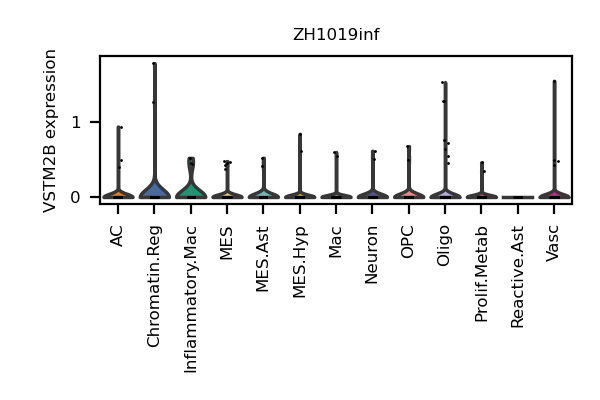 ZH1019inf
VSTM2B expression
1
0
AC
Chromatin.Reg
Inflammatory.Mac
MES
MES.Ast
MES.Hyp
Mac
Neuron
OPC
Oligo
Prolif.Metab
Reactive.Ast
Vasc